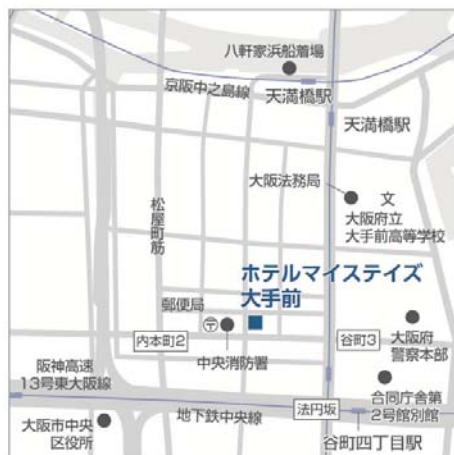 八軒家浜船着場
京阪中之島線
天満橋駅
天満橋駅
大阪法務局
文
大阪府立
大手前高等学校
松屋町筋
ホテルマイステイズ
大手前
郵便局
〒
内本町2
中央消防署
谷町3
大阪府
警察本部
阪神高速
13号東大阪線
合同庁舎第
2号館別館
法円坂
地下鉄中央線
大阪市中央
区役所
谷町四丁目駅